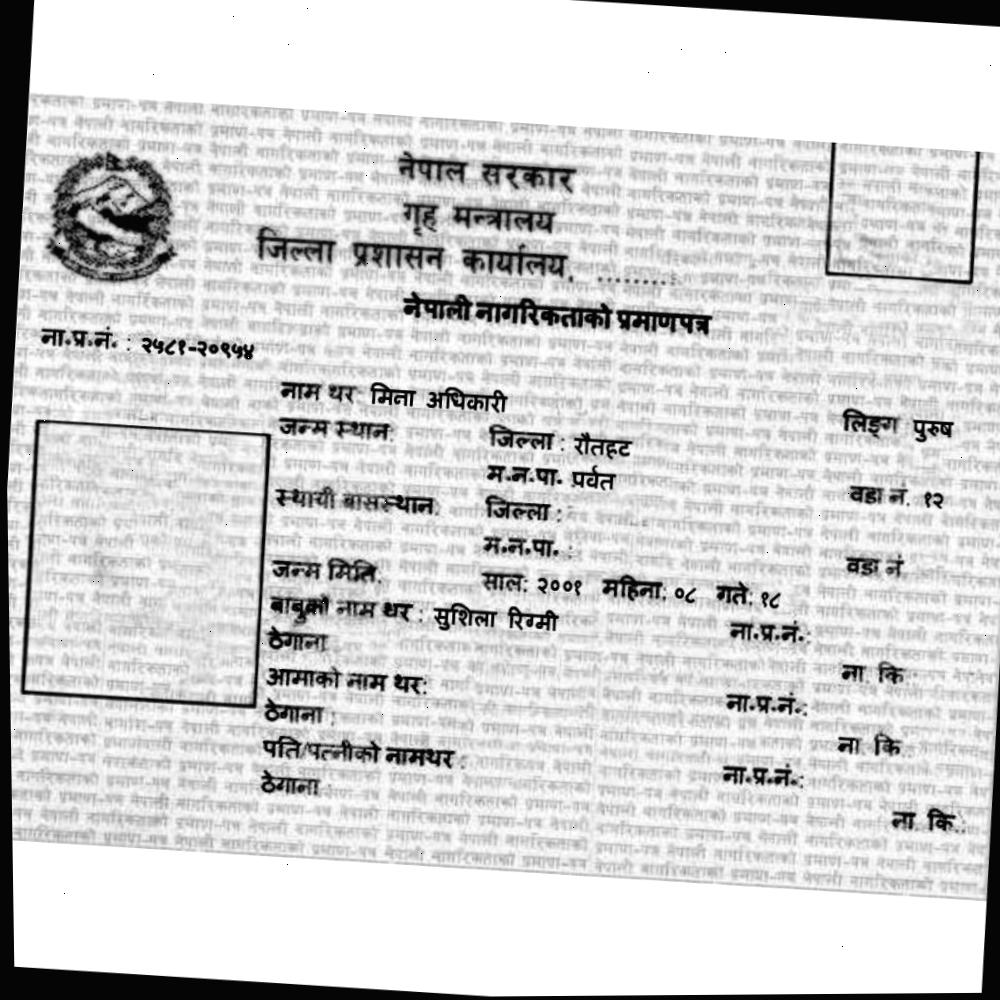 नेपाल सरकार
गृह मन्त्रालय
जिल्ला प्रशासन कार्यालय, .........
नेपाली नागरिकताको प्रमाणपत्र
ना.प्र.नं. : २५८१-२०९५४
नाम थर मिना अधिकारी लिङ्ग पुरुष
जन्म स्थान: जिल्ला : रौतहट
म.न.पा. पर्वत वडा नं. १२
स्थायी बासस्थान: जिल्ला :
म.न.पा. : वडा नं
जन्म मिति: साल: २००१ महिना: ०८ गते: १८
बाबुको नाम थर : सुशिला रिग्मी ना.प्र.नं.:
ठेगाना ना. कि.
आमाको नाम थर: ना.प्र.नं.:
ठेगाना : ना. कि.
पति/पत्नीको नामथर : ना.प्र.नं.:
ठेगाना : ना. कि.: